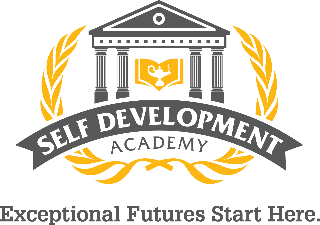 SELF DEVELOPMENT
ACADEMY
Exceptional Futures Start Here.